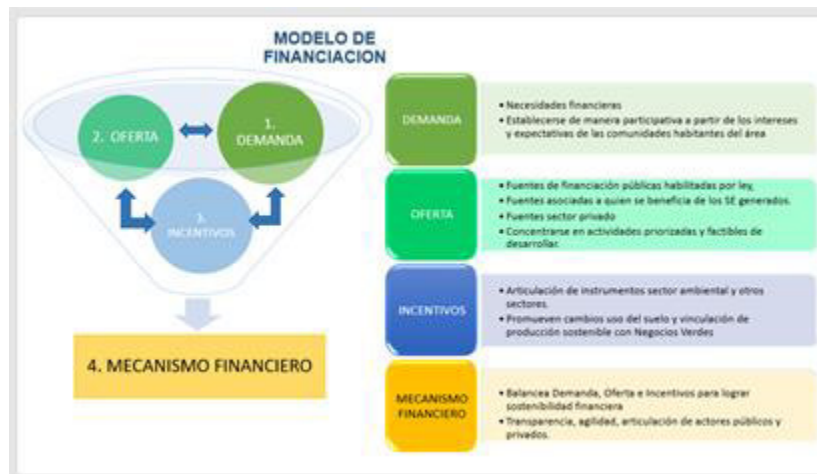 MODELO DE
FINANCIACION
2. OFERTA
1.
DEMANDA
3.
INCENTIVOS
4. MECANISMO FINANCIERO
DEMANDA
• Necesidades financieras
• Establecerse de manera participativa a partir de los intereses
y expectativas de las comunidades habitantes del área
OFERTA
• Fuentes de financiación públicas habilitadas por ley,
• Fuentes asociadas a quien se beneficia de los SE generados.
• Fuentes sector privado
• Concentrarse en actividades priorizadas y factibles de
desarrollar.
INCENTIVOS
• Articulación de instrumentos sector ambiental y otros
sectores.
• Promueven cambios uso del suelo y vinculación de
producción sostenible con Negocios Verdes
MECANISMO
FINANCIERO
• Balancea Demanda, Oferta e Incentivos para lograr
sostenibilidad financiera
• Transparencia, agilidad, articulación de actores públicos y
privados.